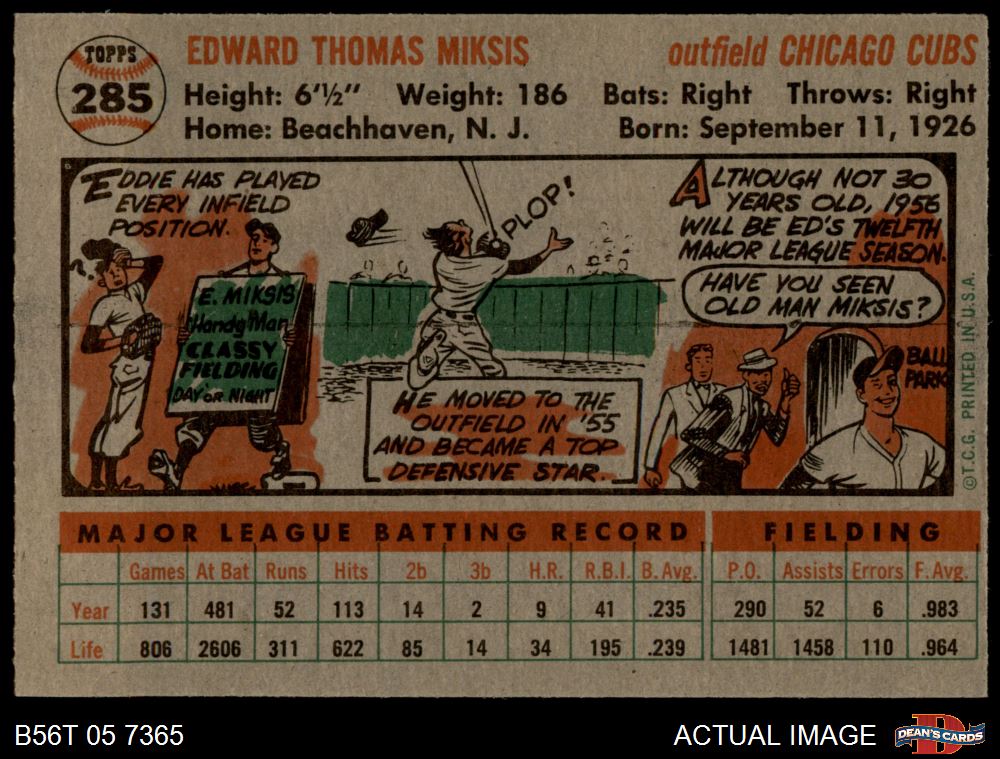 TOPPS
285
EDWARD THOMAS MIKSIS
outfield CHICAGO CUBS
Height: 6'½" Weight: 186 Bats: Right Throws: Right
Home: Beachhaven, N. J. Born: September 11, 1926
EDDIE HAS PLAYED
EVERY INFIELD
POSITION.
?
E. MIKSIS
Handy Man
CLASSY
FIELDING
DAY OR NIGHT
PLOP!
HE MOVED TO THE
OUTFIELD IN '55
AND BECAME A TOP
DEFENSIVE STAR.
ALTHOUGH NOT 30
YEARS OLD, 1956
WILL BE ED'S TWELFTH
MAJOR LEAGUE SEASON.
HAVE YOU SEEN
OLD MAN MIKSIS?
BALL
PARK
©T.C.G. PRINTED IN U.S.A.
MAJOR LEAGUE BATTING RECORD FIELDING
Games At Bat Runs Hits 2b 3b H.R. R.B.I. B. Avg. P.O. Assists Errors F. Avg.
Year 131 481 52 113 14 2 9 41 .235 290 52 6 .983
Life 806 2606 311 622 85 14 34 195 .239 1481 1458 110 .964
B56T 05 7365
ACTUAL IMAGE
DEAN'S CARDS